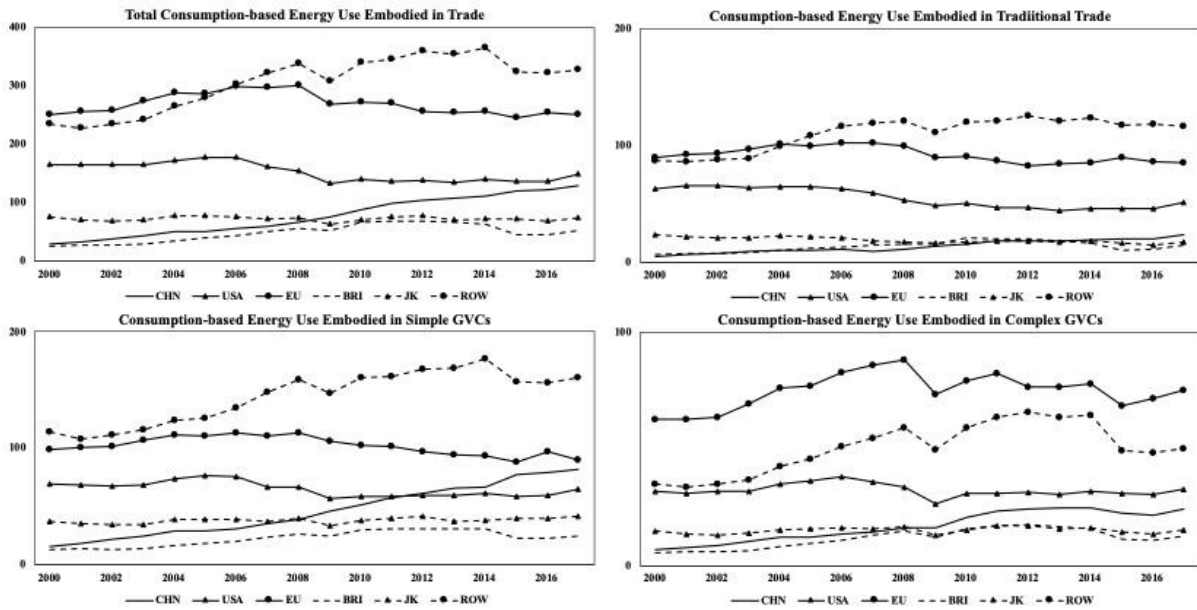 Total Consumption-based Energy Use Embodied in Trade
400
300
200
100
0
2000 2002 2004 2006 2008 2010 2012 2014 2016
CHN USA EU BRI JK ROW
Consumption-based Energy Use Embodied in Tradiitional Trade
200
100
0
2000 2002 2004 2006 2008 2010 2012 2014 2016
CHN USA EU BRI JK ROW
Consumption-based Energy Use Embodied in Simple GVCs
200
100
0
2000 2002 2004 2006 2008 2010 2012 2014 2016
CHN USA EU BRI JK ROW
Consumption-based Energy Use Embodied in Complex GVCs
100
0
2000 2002 2004 2006 2008 2010 2012 2014 2016
CHN USA EU BRI JK ROW